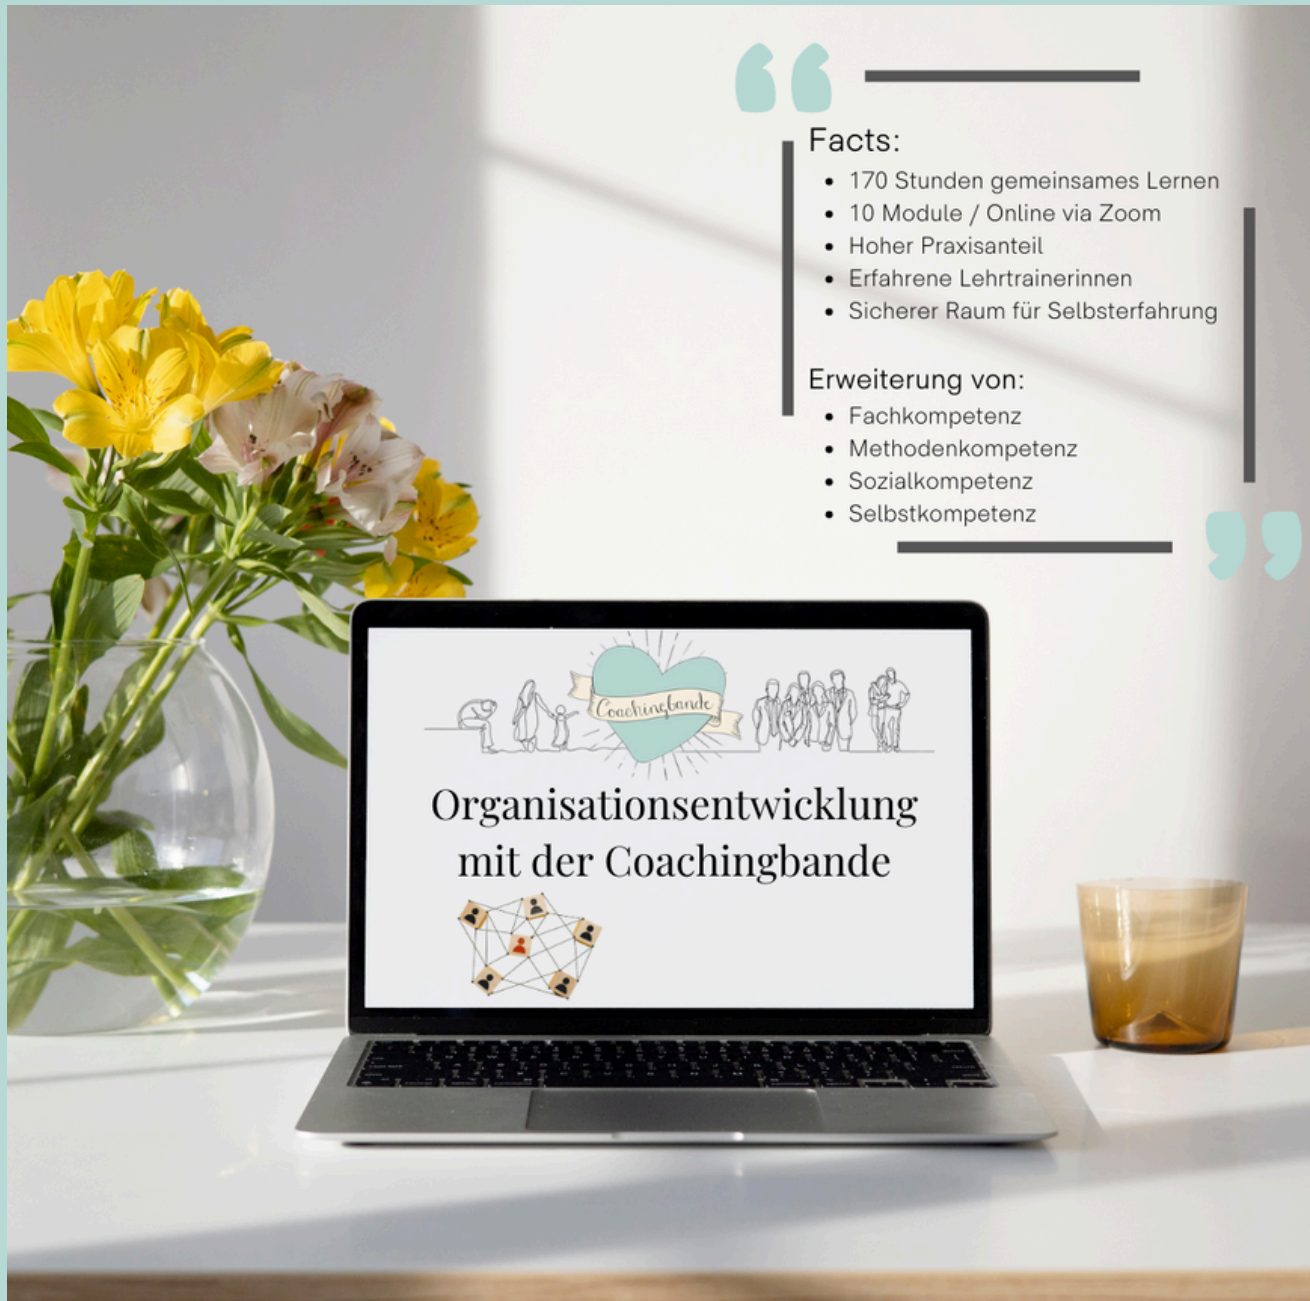 Facts:
170 Stunden gemeinsames Lernen
10 Module / Online via Zoom
Hoher Praxisanteil
Erfahrene Lehrtrainerinnen
Sicherer Raum für Selbsterfahrung
Erweiterung von:
Fachkompetenz
Methodenkompetenz
Sozialkompetenz
Selbstkompetenz
Coachingbande
Organisationsentwicklung
mit der Coachingbande